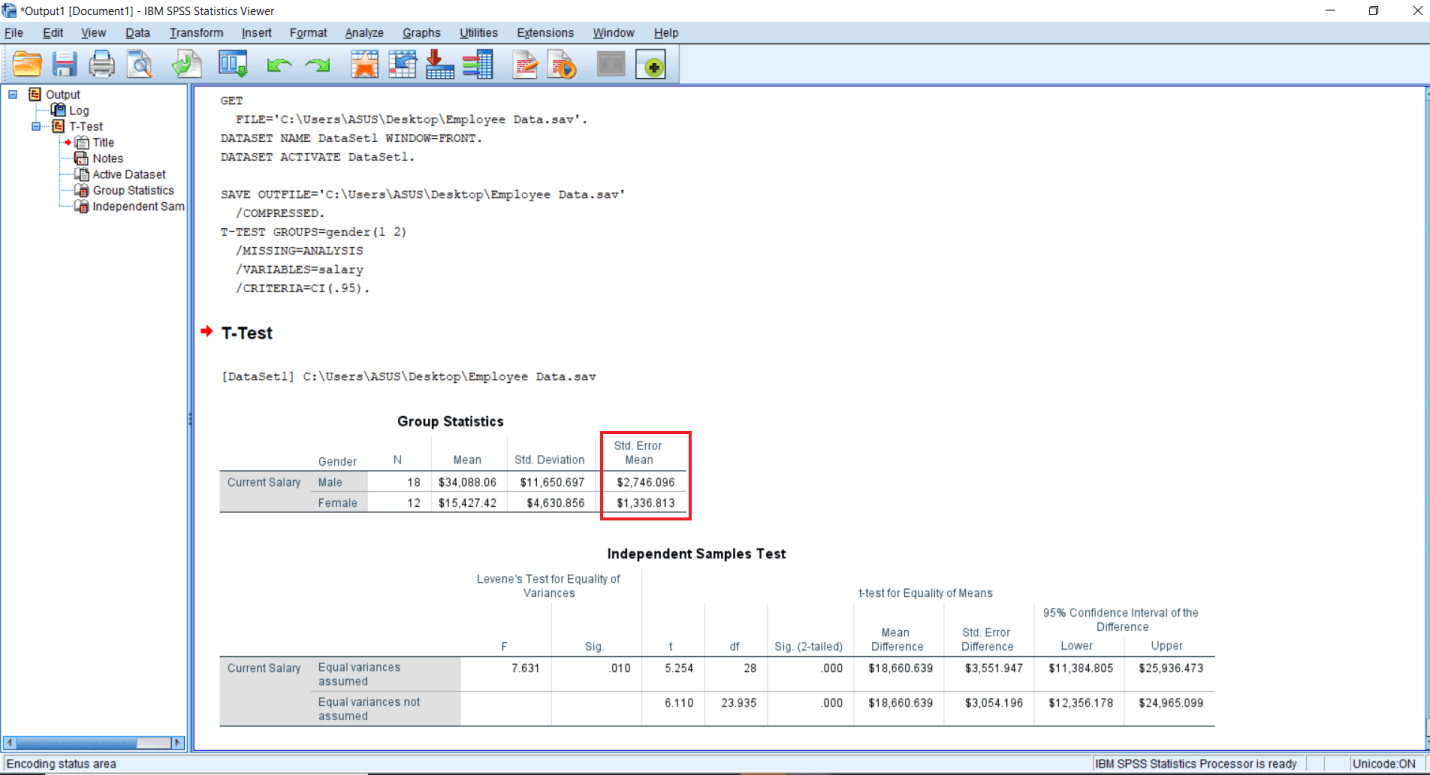 *Output1 [Document1] - IBM SPSS Statistics Viewer
File Edit View Data Transform Insert Format Analyze Graphs Utilities Extensions Window Help
Output
Log
T-Test
Title
Notes
Active Dataset
Group Statistics
Independent Sam
GET
FILE='C:\Users\ASUS\Desktop\Employee Data.sav'.
DATASET NAME DataSet1 WINDOW=FRONT.
DATASET ACTIVATE DataSet1.
SAVE OUTFILE='C:\Users\ASUS\Desktop\Employee Data.sav'
/COMPRESSED.
T-TEST GROUPS=gender(1 2)
/MISSING=ANALYSIS
/VARIABLES=salary
/CRITERIA=CI(.95).
T-Test
[DataSet1] C:\Users\ASUS\Desktop\Employee Data.sav
Group Statistics
Gender N Mean Std. Deviation Std. Error Mean
Current Salary Male 18 $34,088.06 $11,650.697 $2,746.096
Female 12 $15,427.42 $4,630.856 $1,336.813
Independent Samples Test
Levene's Test for Equality of Variances
t-test for Equality of Means
95% Confidence Interval of the Difference
F Sig. t df Sig. (2-tailed) Mean Difference Std. Error Difference Lower Upper
Current Salary Equal variances assumed 7.631 .010 5.254 28 .000 $18,660.639 $3,551.947 $11,384.805 $25,936.473
Equal variances not assumed 6.110 23.935 .000 $18,660.639 $3,054.196 $12,356.178 $24,965.099
Encoding status area
IBM SPSS Statistics Processor is ready
Unicode:ON